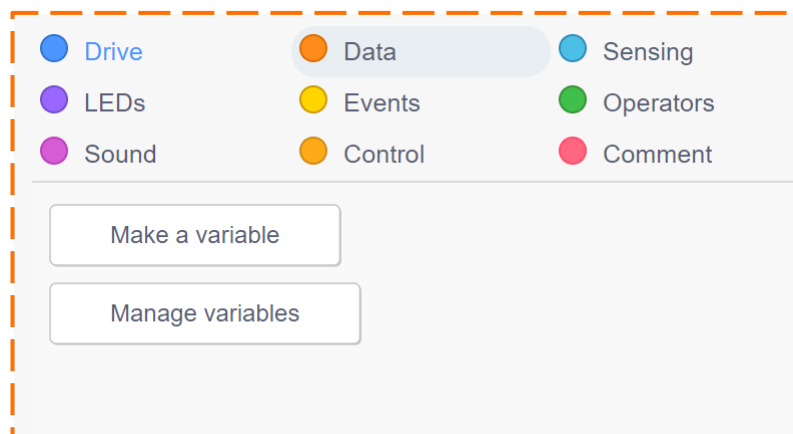 Drive Data Sensing
LEDs Events Operators
Sound Control Comment
Make a variable
Manage variables